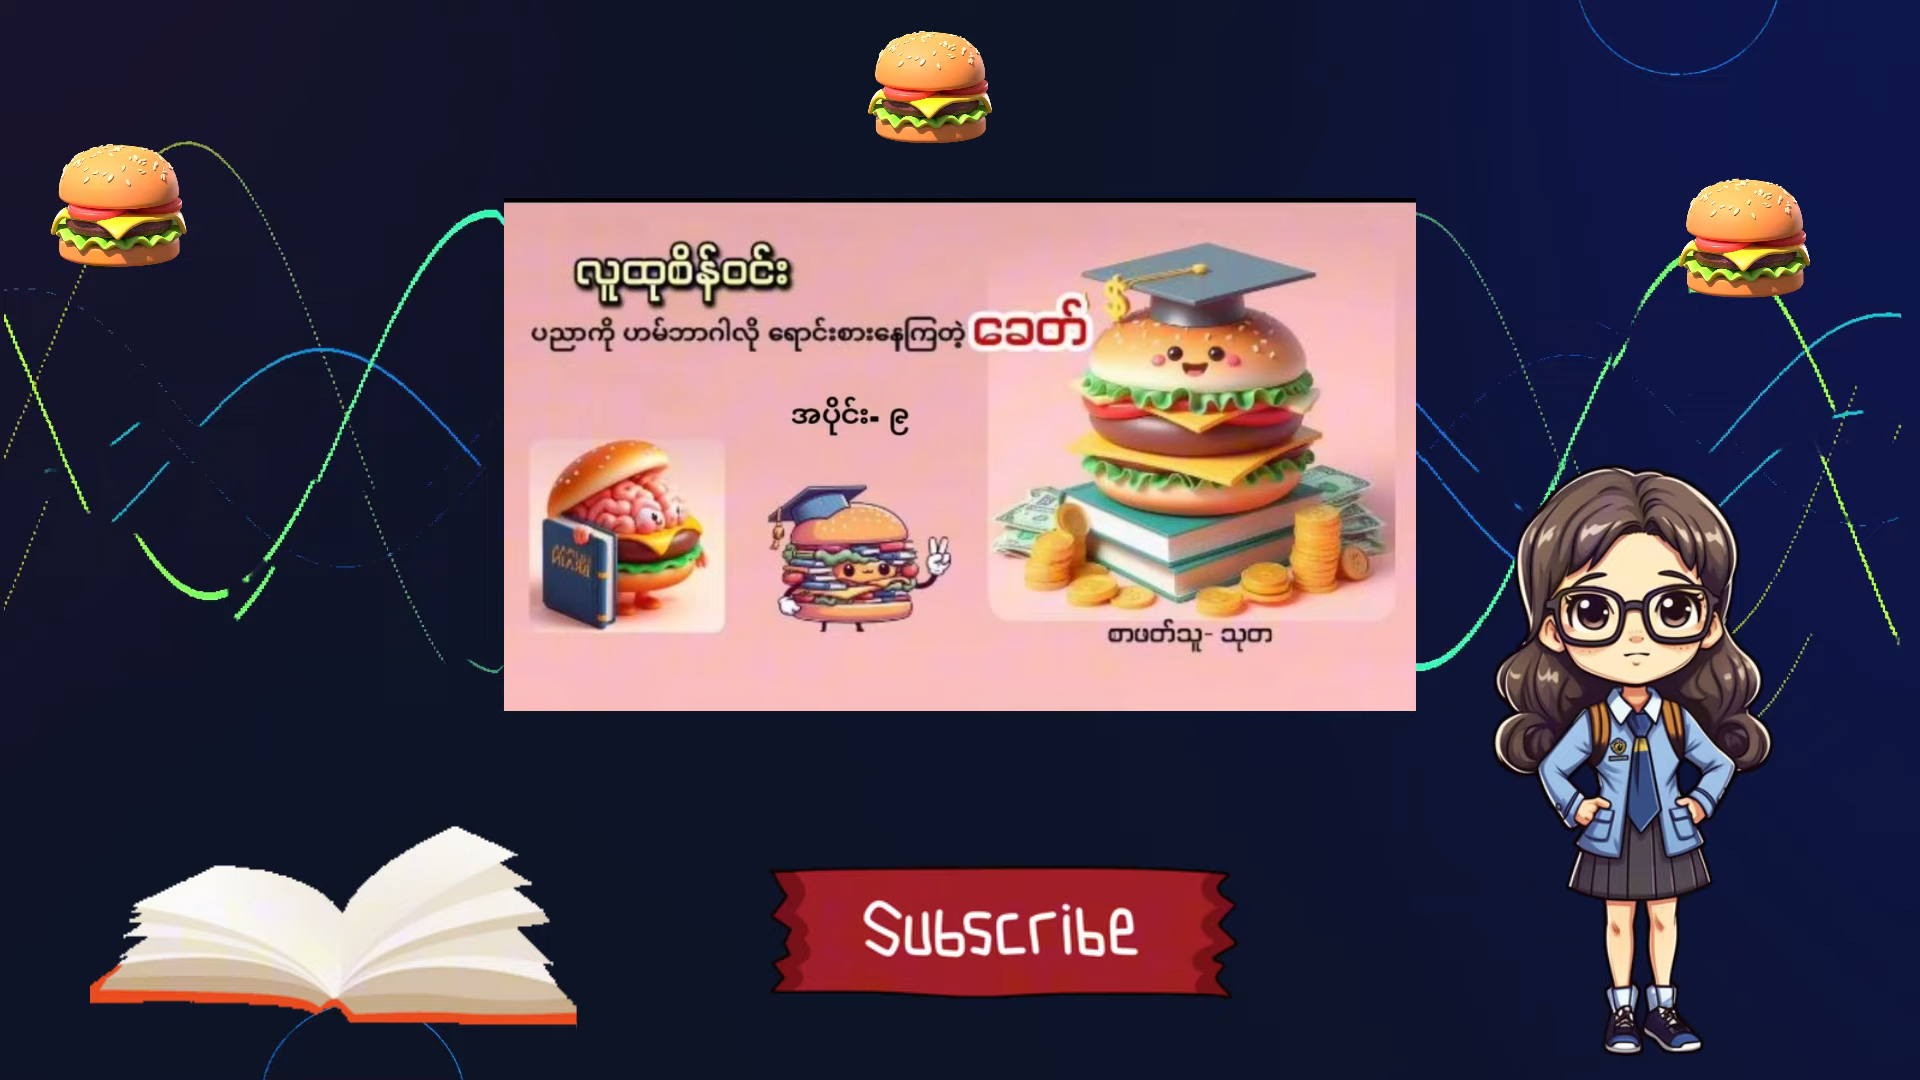 လူထုစိန်ဝင်း
ပညာကို ဟမ်ဘာဂါလို ရောင်းစားနေကြတဲ့ ခေတ်
အပိုင်း- ၉
စာဖတ်သူ- သုတ
Subscribe